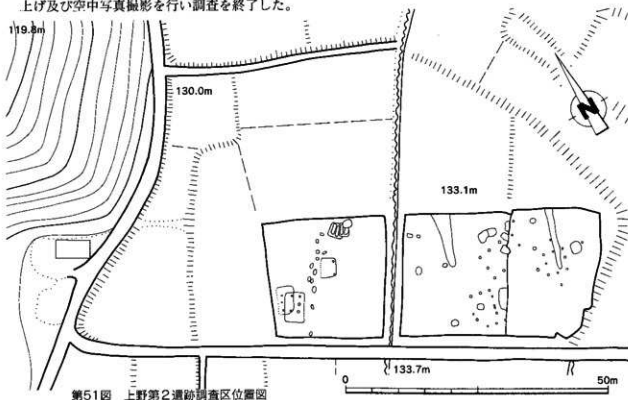 上げ及び空中写真撮影を行い調査を終了した。
119.8m
130.0m
N
133.1m
133.7m
第51図 上野第2遺跡調査区位置図
0 50m